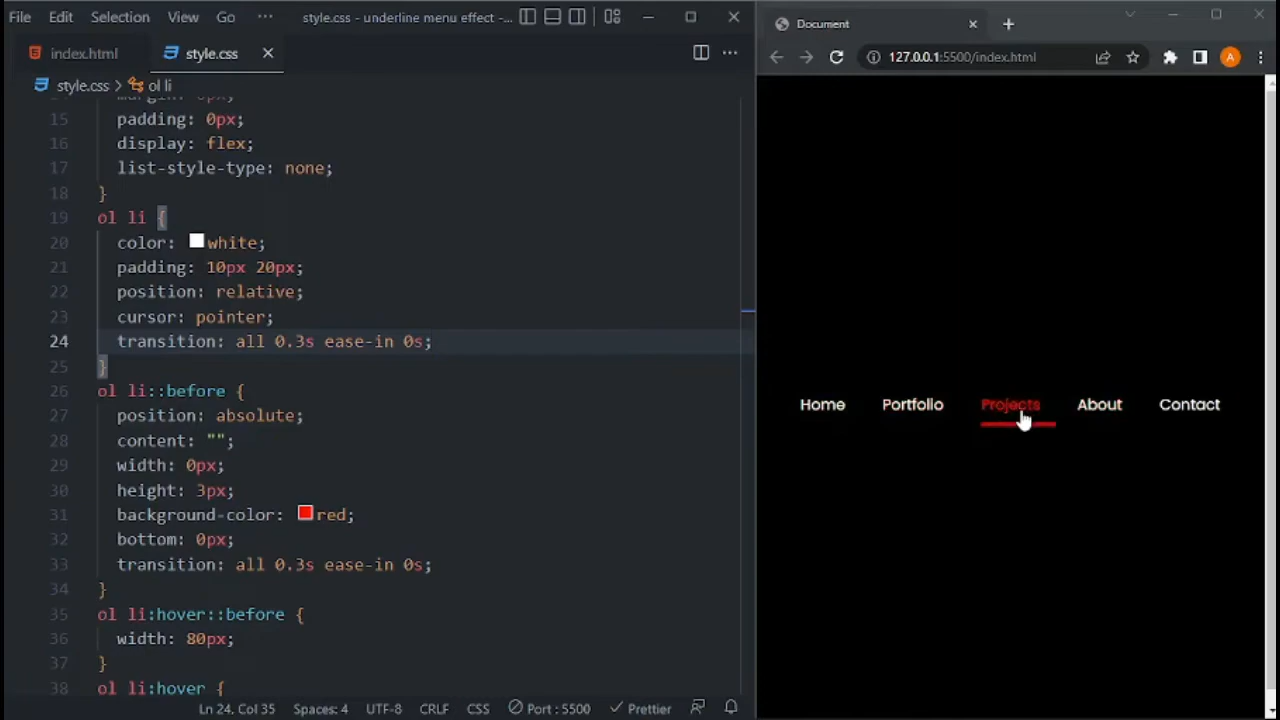 File Edit Selection View Go ··· style.css - underline menu effect -...
index.html style.css
style.css > ol li
15 padding: 0px;
16 display: flex;
17 list-style-type: none;
18 }
19 ol li {
20 color: white;
21 padding: 10px 20px;
22 position: relative;
23 cursor: pointer;
24 transition: all 0.3s ease-in 0s;
25 }
26 ol li::before {
27 position: absolute;
28 content: "";
29 width: 0px;
30 height: 3px;
31 background-color: red;
32 bottom: 0px;
33 transition: all 0.3s ease-in 0s;
34 }
35 ol li:hover::before {
36 width: 80px;
37 }
38 ol li:hover {
Ln 24, Col 35 Spaces: 4 UTF-8 CRLF CSS Port : 5500 Prettier
Document
127.0.0.1:5500/index.html A
Home Portfolio Projects About Contact